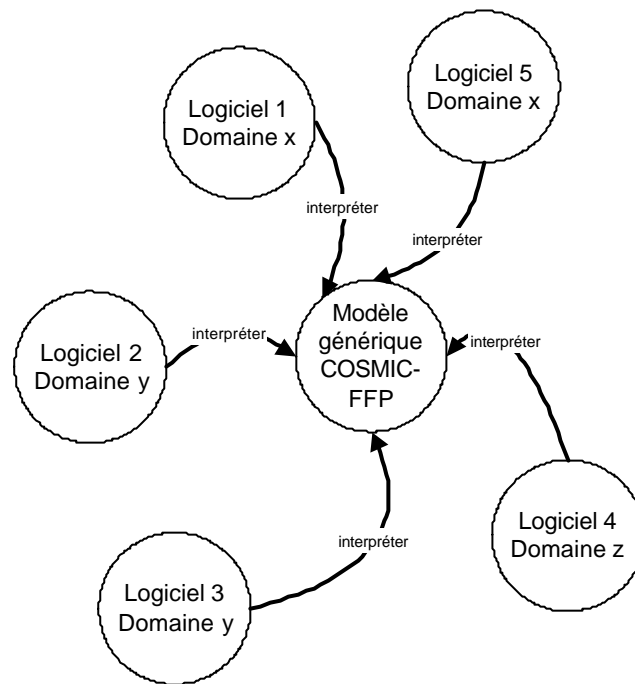 Logiciel 1
Domaine x
Logiciel 5
Domaine x
interpréter
interpréter
Modèle
générique
COSMIC-
FFP
interpréter
Logiciel 2
Domaine y
interpréter
Logiciel 4
Domaine z
interpréter
Logiciel 3
Domaine y